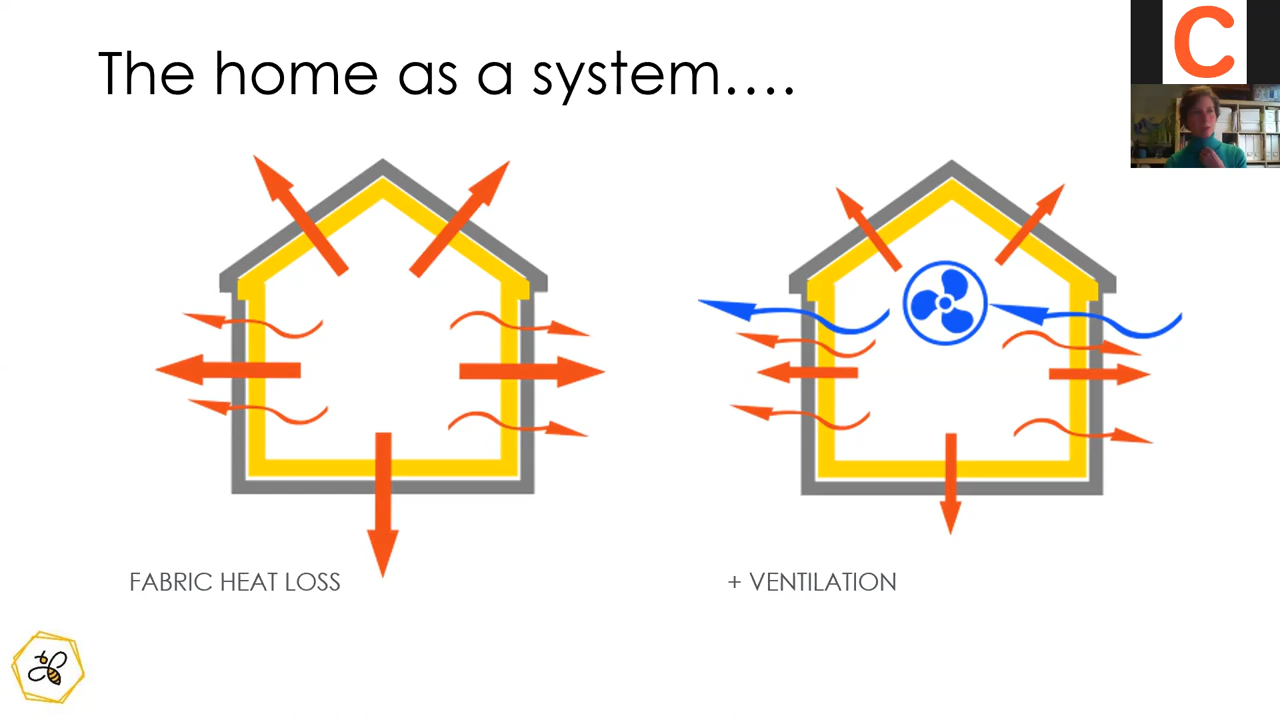 The home as a system....
C
FABRIC HEAT LOSS
+ VENTILATION